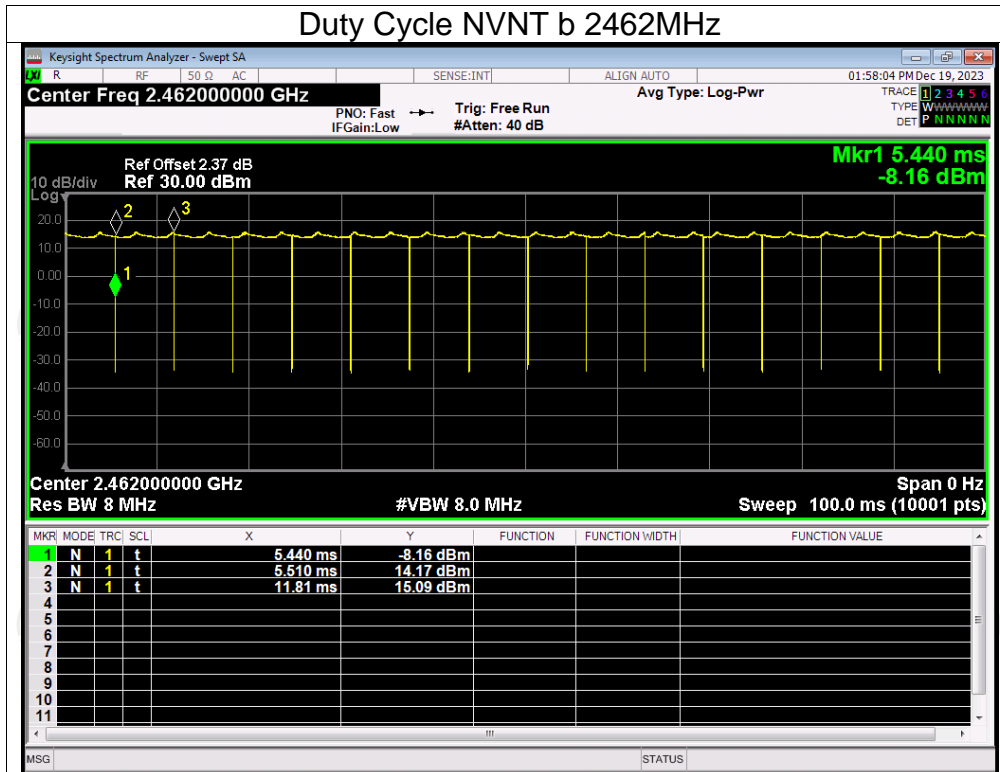 Duty Cycle NVNT b 2462MHz
Keysight Spectrum Analyzer - Swept SA
LXI R RF 50 Ω AC SENSE:INT ALIGN AUTO 01:58:04 PM Dec 19, 2023
Center Freq 2.462000000 GHz
PNO: Fast
IFGain:Low
Trig: Free Run
#Atten: 40 dB
Avg Type: Log-Pwr
TRACE 1 2 3 4 5 6
TYPE WWWWWWW
DET P N N N N N
Mkr1 5.440 ms
-8.16 dBm
Ref Offset 2.37 dB
10 dB/div Ref 30.00 dBm
Log
20.0
10.0
0.00
-10.0
-20.0
-30.0
-40.0
-50.0
-60.0
2
3
1
Center 2.462000000 GHz Span 0 Hz
Res BW 8 MHz #VBW 8.0 MHz Sweep 100.0 ms (10001 pts)
MKR MODE TRC SCL X Y FUNCTION FUNCTION WIDTH FUNCTION VALUE
1 N 1 t 5.440 ms -8.16 dBm
2 N 1 t 5.510 ms 14.17 dBm
3 N 1 t 11.81 ms 15.09 dBm
4
5
6
7
8
9
10
11
MSG STATUS